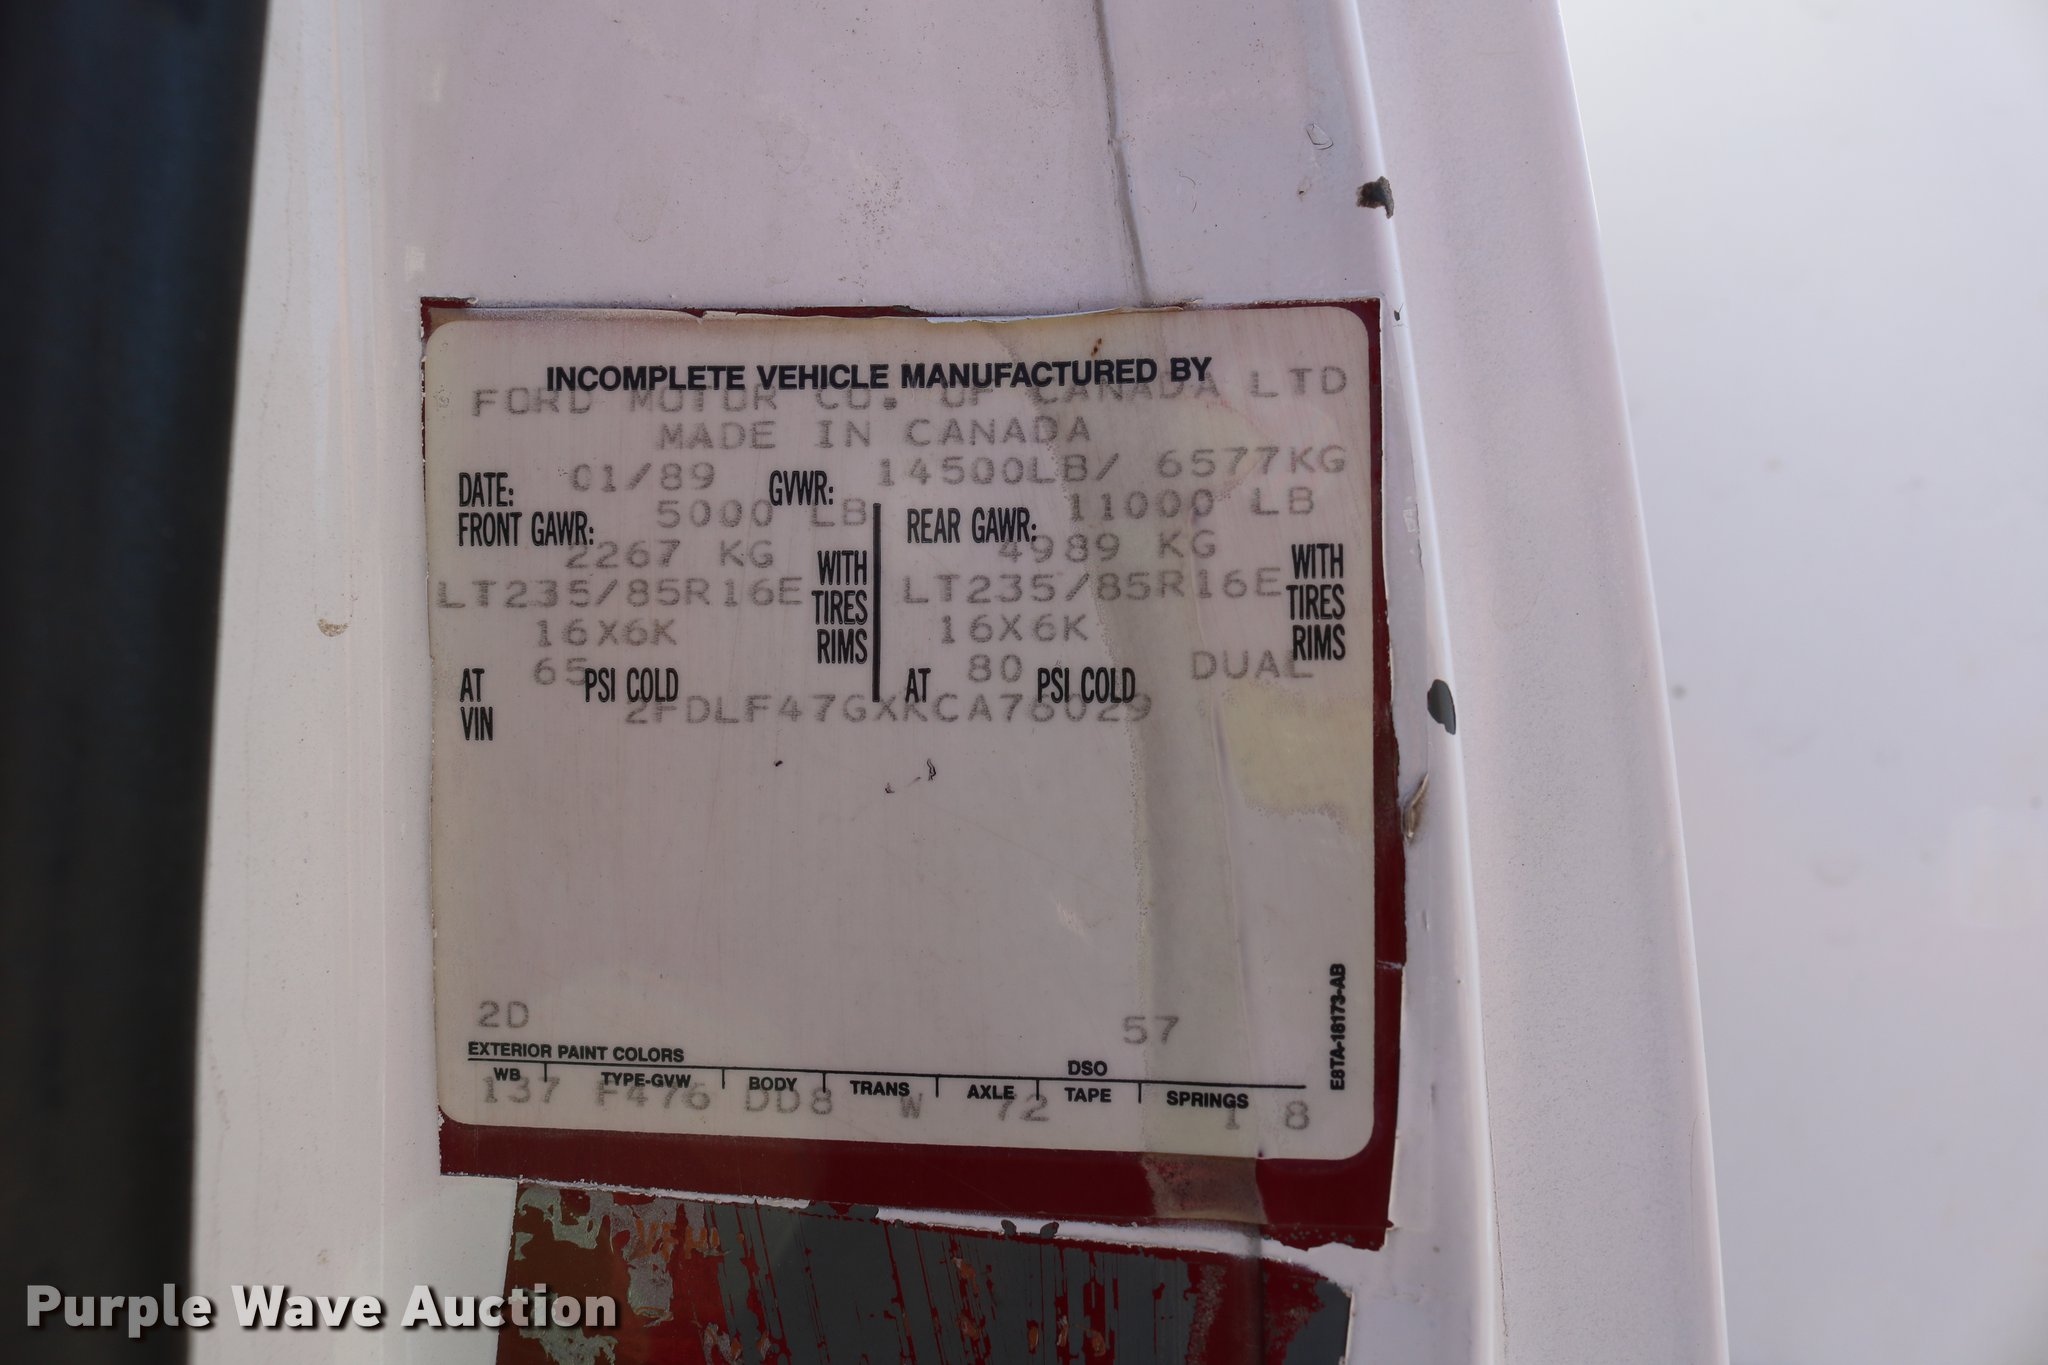 INCOMPLETE VEHICLE MANUFACTURED BY
FORD MOTOR CO. OF CANADA LTD
MADE IN CANADA
DATE: 01/89 GVWR: 14500LB/ 6577KG
FRONT GAWR: 5000 LB REAR GAWR: 11000 LB
2267 KG WITH 4989 KG WITH
LT235/85R16E TIRES LT235/85R16E TIRES
16X6K RIMS 16X6K RIMS
AT 65 PSI COLD AT 80 PSI COLD DUAL
VIN 2FDLF47GXKCA76029
E8TA-16173-AB
2D 57
EXTERIOR PAINT COLORS DSO
WB TYPE-GVW BODY TRANS AXLE TAPE SPRINGS
137 F476 DD8 W 72 I 8
Purple Wave Auction